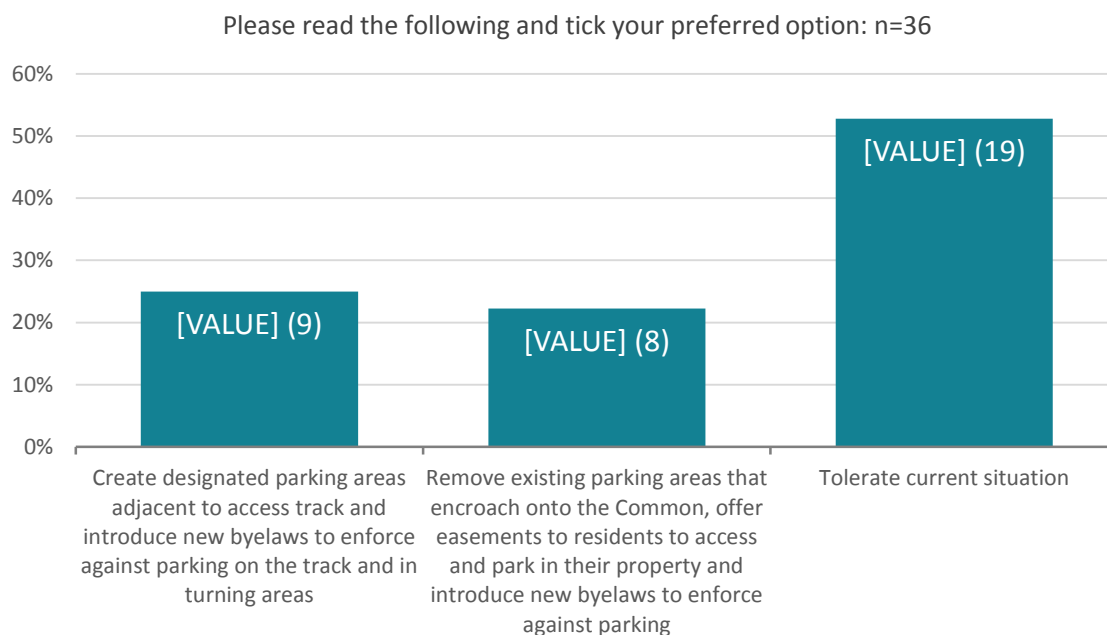 Please read the following and tick your preferred option: n=36
60%
50%
40%
30%
20%
10%
0%
[VALUE] (9)
[VALUE] (8)
[VALUE] (19)
Create designated parking areas
adjacent to access track and
introduce new byelaws to enforce
against parking on the track and in
turning areas
Remove existing parking areas that
encroach onto the Common, offer
easements to residents to access
and park in their property and
introduce new byelaws to enforce
against parking
Tolerate current situation